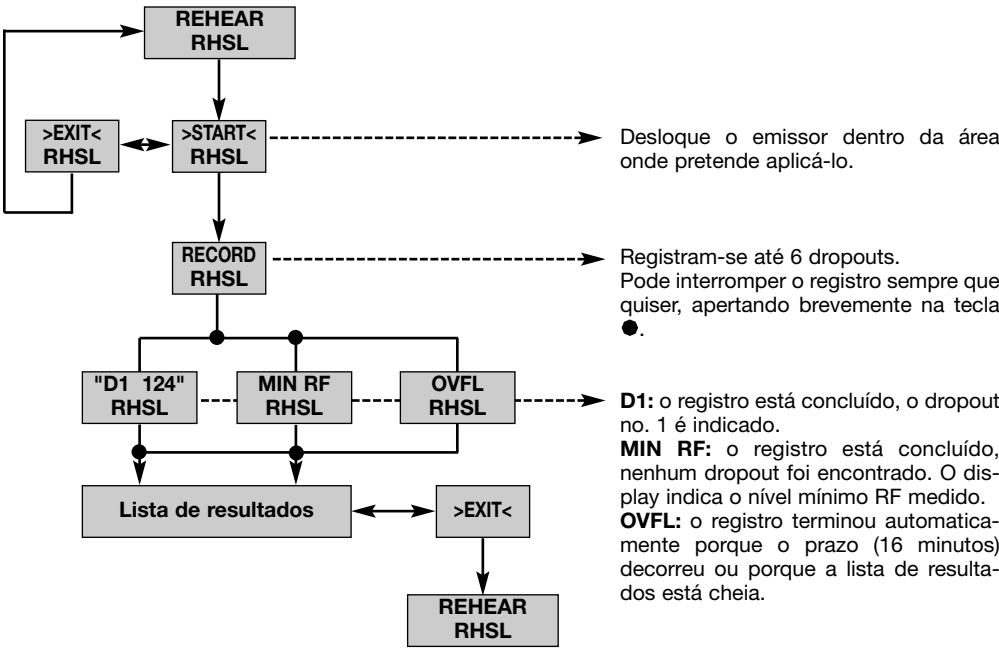 REHEAR
RHSL
>EXIT<
RHSL
>START<
RHSL
Desloque o emissor dentro da área
onde pretende aplicá-lo.
RECORD
RHSL
Registram-se até 6 dropouts.
Pode interromper o registro sempre que
quiser, apertando brevemente na tecla
●.
"D1 124"
RHSL
MIN RF
RHSL
OVFL
RHSL
D1: o registro está concluído, o dropout
no. 1 é indicado.
MIN RF: o registro está concluído,
nenhum dropout foi encontrado. O dis-
play indica o nível mínimo RF medido.
OVFL: o registro terminou automatica-
mente porque o prazo (16 minutos)
decorreu ou porque a lista de resulta-
dos está cheia.
Lista de resultados
>EXIT<
REHEAR
RHSL